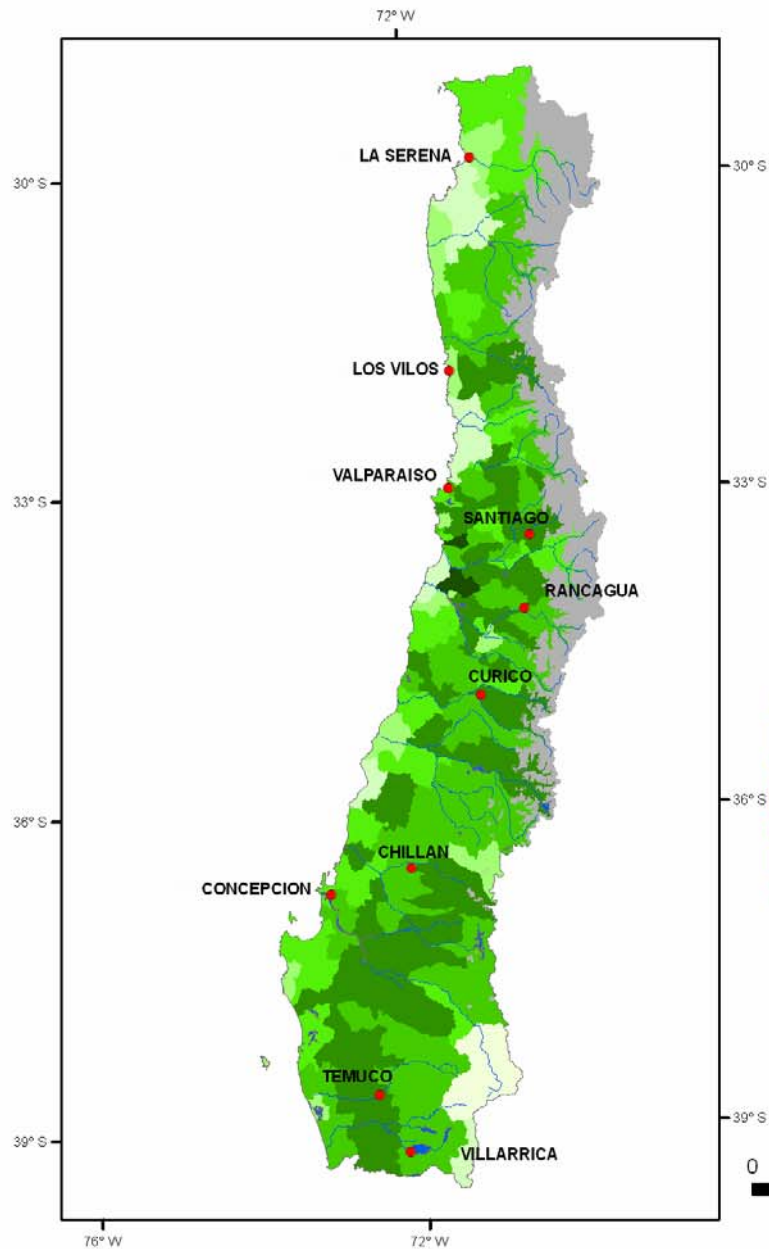 72° W
LA SERENA
30° S
30° S
LOS VILOS
VALPARAISO
33° S
33° S
SANTIAGO
RANCAGUA
CURICO
36° S
36° S
CHILLAN
CONCEPCION
TEMUCO
39° S
39° S
VILLARRICA
0
76° W
72° W